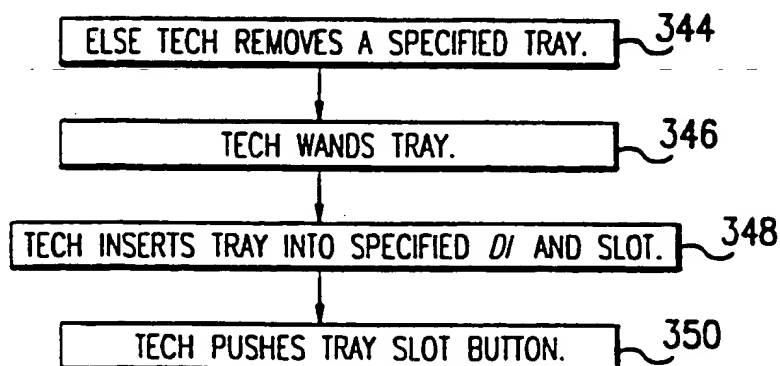 ELSE TECH REMOVES A SPECIFIED TRAY. 344
TECH WANDS TRAY. 346
TECH INSERTS TRAY INTO SPECIFIED DI AND SLOT. 348
TECH PUSHES TRAY SLOT BUTTON. 350